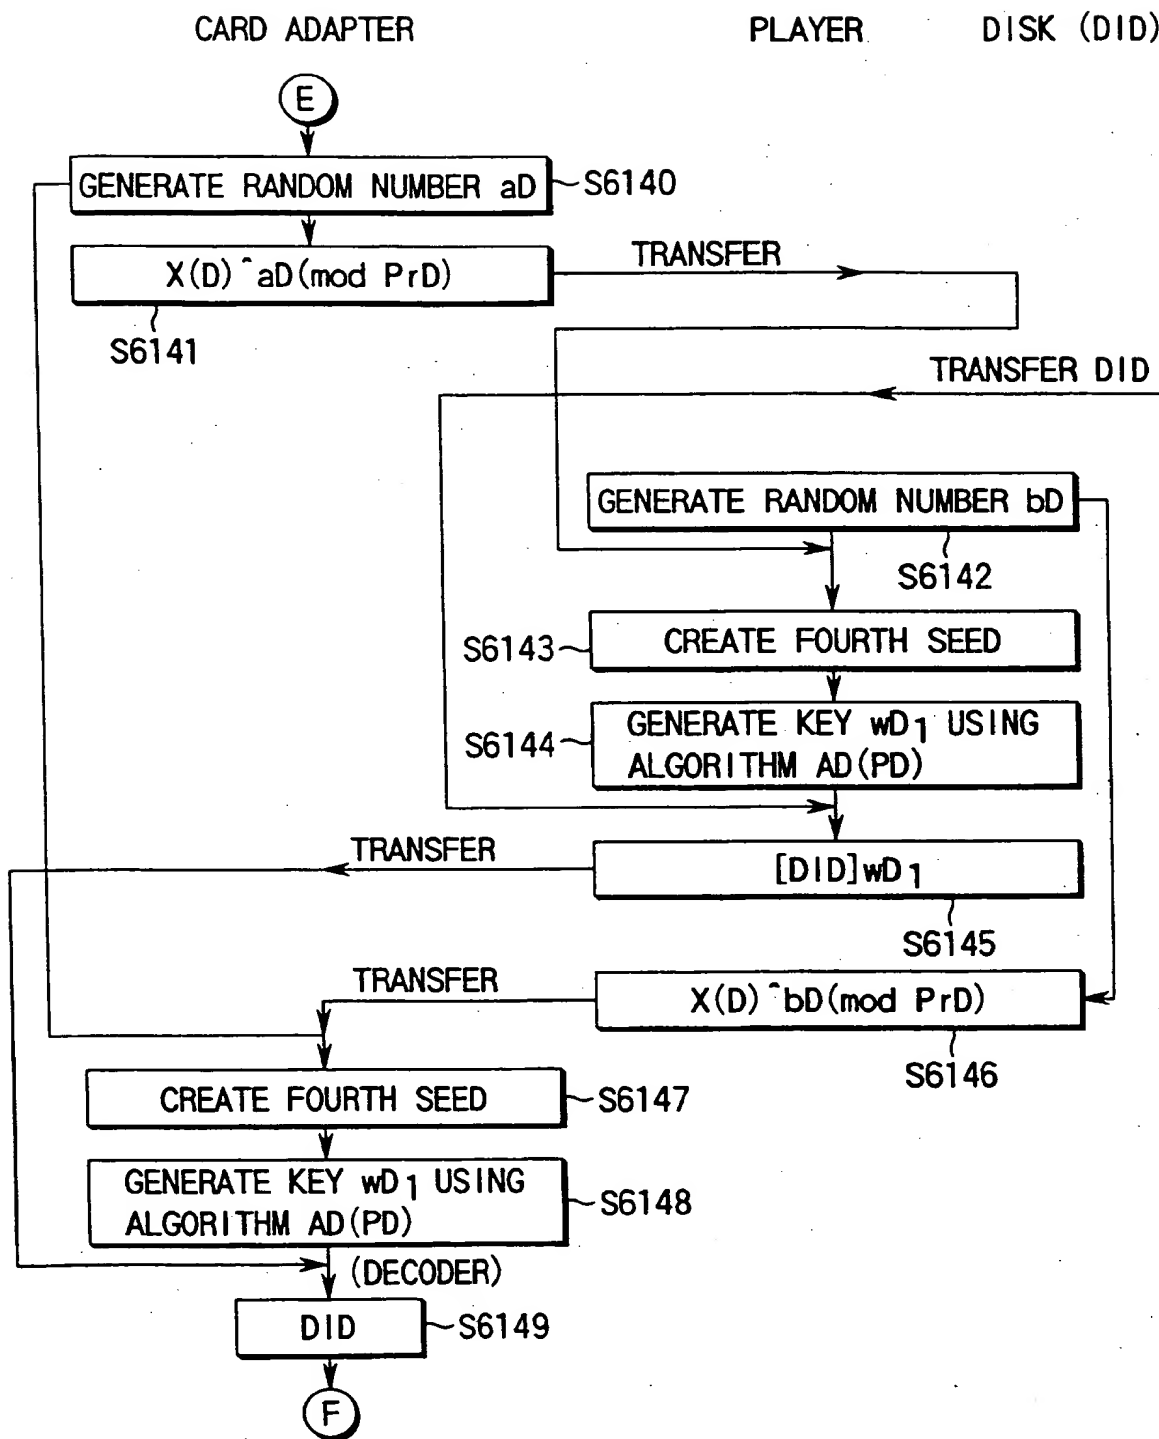 CARD ADAPTER PLAYER DISK (DID)
E
GENERATE RANDOM NUMBER aD S6140
X(D)^aD(mod PrD) TRANSFER
S6141
TRANSFER DID
GENERATE RANDOM NUMBER bD
S6142
S6143 CREATE FOURTH SEED
S6144 GENERATE KEY wD1 USING
ALGORITHM AD(PD)
TRANSFER [DID]wD1
S6145
TRANSFER X(D)^bD(mod PrD)
S6146
CREATE FOURTH SEED S6147
GENERATE KEY wD1 USING
ALGORITHM AD(PD) S6148
(DECODER)
DID S6149
F